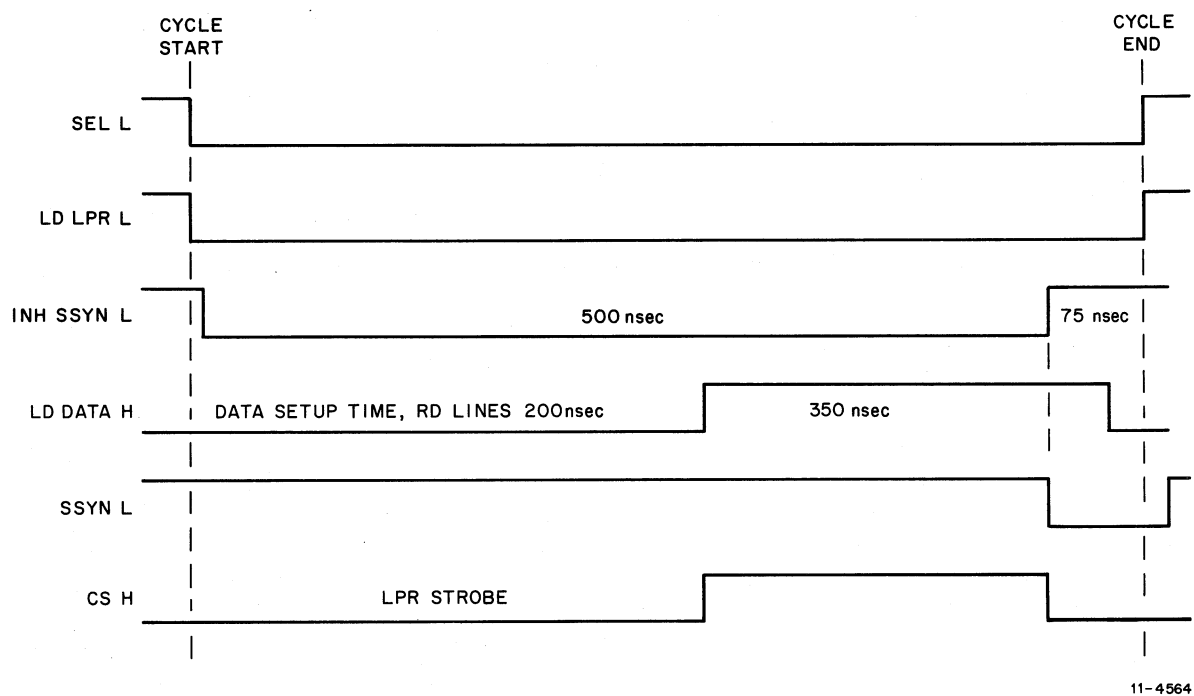 CYCLE
START
CYCLE
END
SEL L
LD LPR L
INH SSYN L
500 nsec
75 nsec
LD DATA H
DATA SETUP TIME, RD LINES 200nsec
350 nsec
SSYN L
CS H
LPR STROBE
11-4564